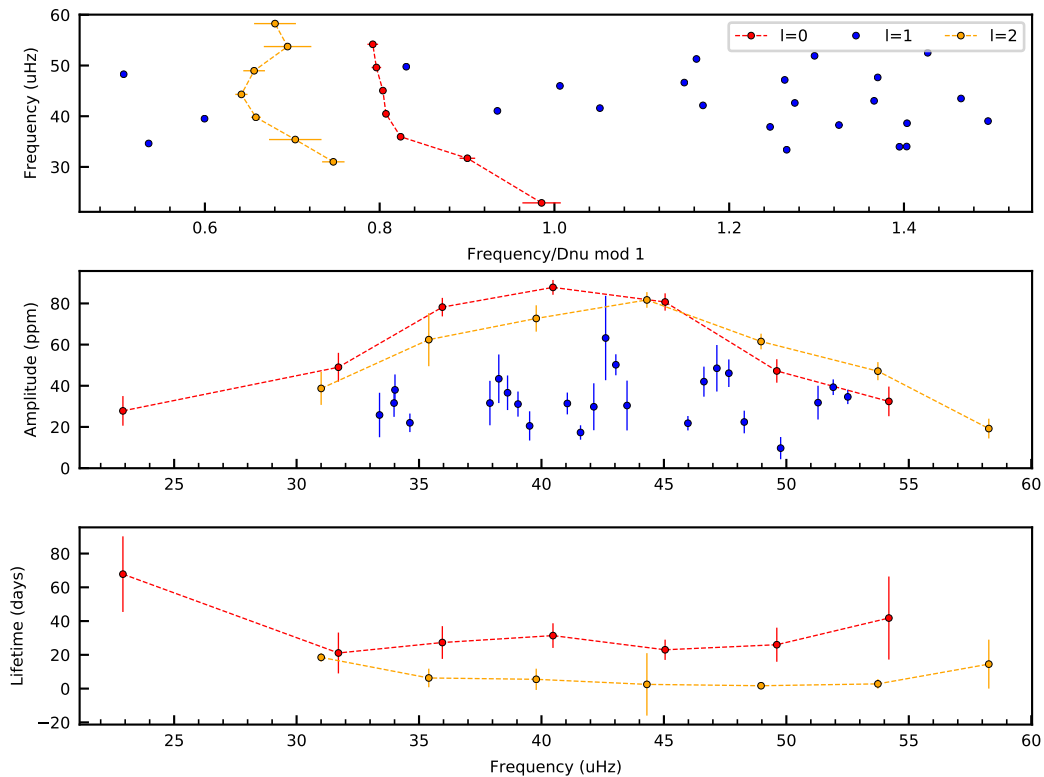 60
50
40
30
Frequency (uHz)
l=0 l=1 l=2
0.6 0.8 1.0 1.2 1.4
Frequency/Dnu mod 1
80
60
40
20
0
Amplitude (ppm)
25 30 35 40 45 50 55 60
80
60
40
20
0
−20
Lifetime (days)
25 30 35 40 45 50 55 60
Frequency (uHz)